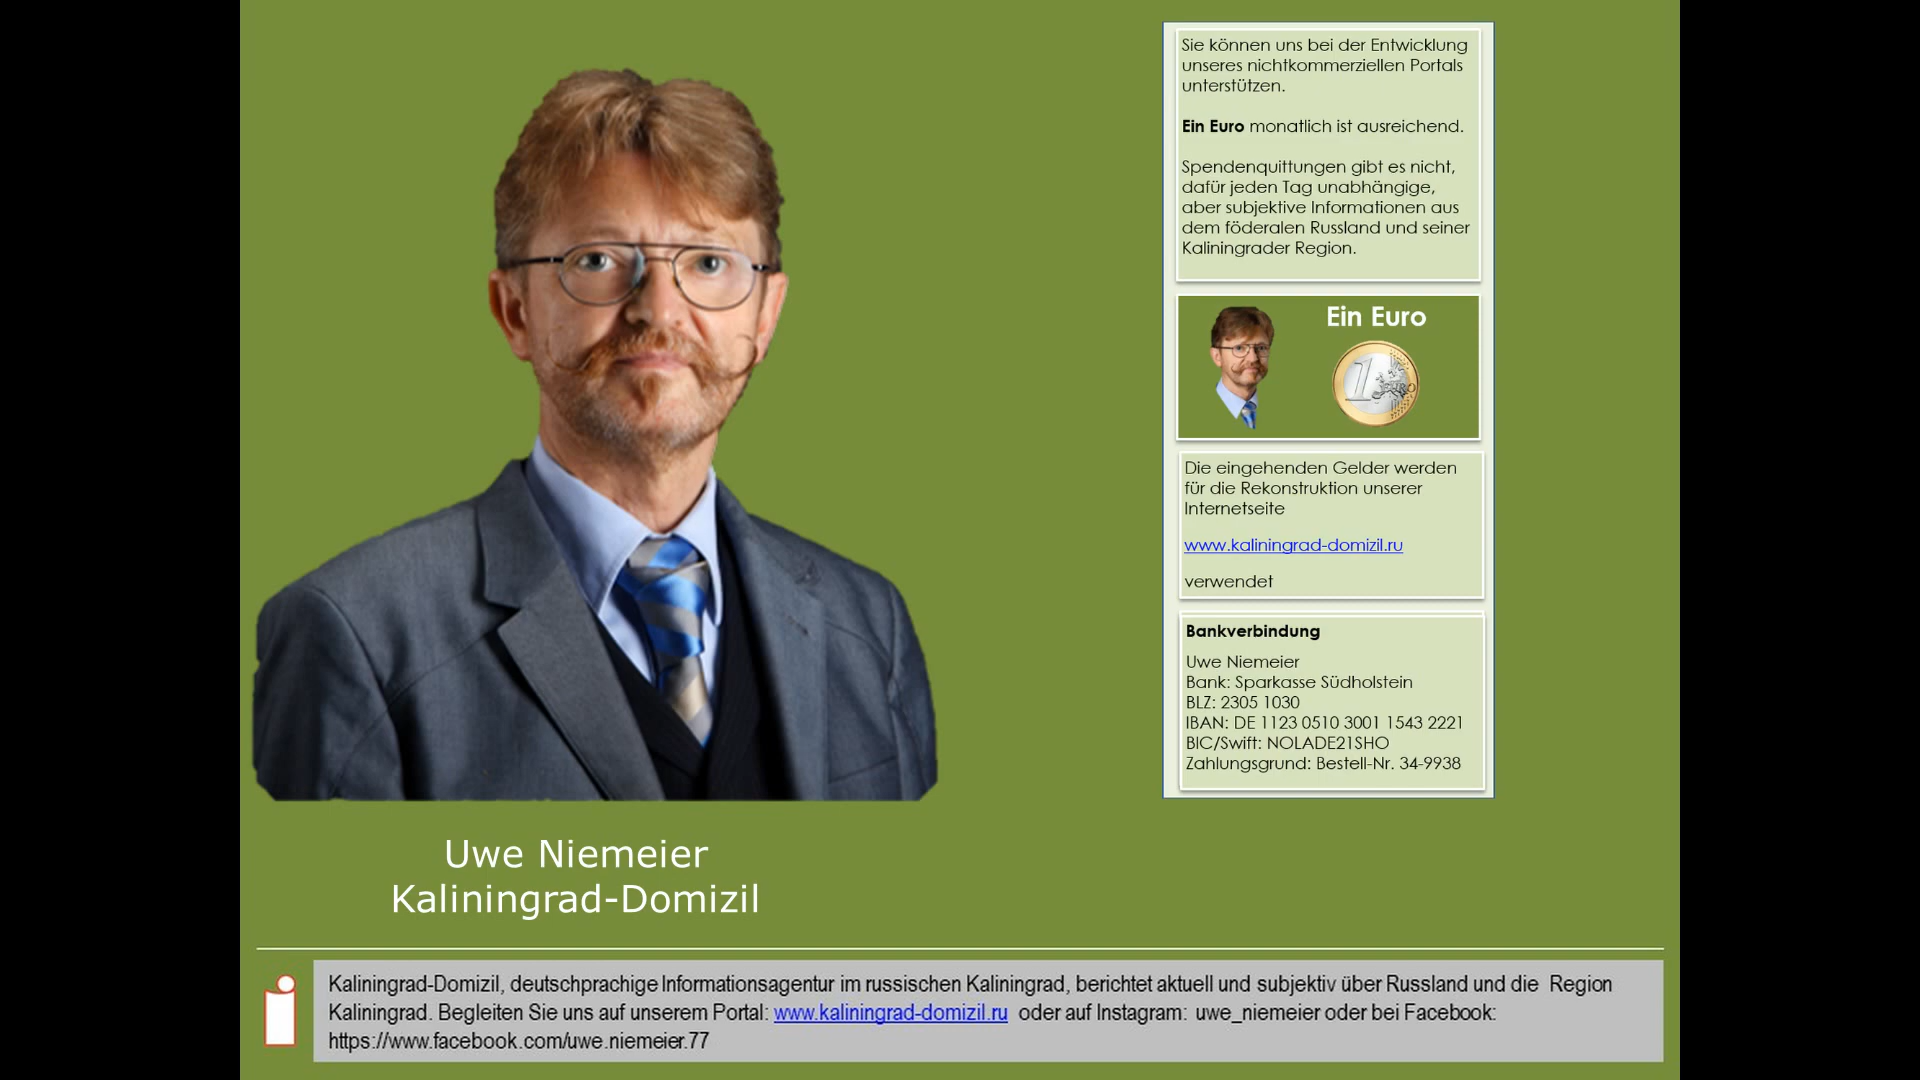 Sie können uns bei der Entwicklung
unseres nichtkommerziellen Portals
unterstützen.
Ein Euro monatlich ist ausreichend.
Spendenquittungen gibt es nicht,
dafür jeden Tag unabhängige,
aber subjektive Informationen aus
dem föderalen Russland und seiner
Kaliningrader Region.
Ein Euro
1 EURO
Die eingehenden Gelder werden
für die Rekonstruktion unserer
Internetseite
www.kaliningrad-domizil.ru
verwendet
Bankverbindung
Uwe Niemeier
Bank: Sparkasse Südholstein
BLZ: 2305 1030
IBAN: DE 1123 0510 3001 1543 2221
BIC/Swift: NOLADE21SHO
Zahlungsgrund: Bestell-Nr. 34-9938
Uwe Niemeier
Kaliningrad-Domizil
Kaliningrad-Domizil, deutschprachige Informationsagentur im russischen Kaliningrad, berichtet aktuell und subjektiv über Russland und die Region
Kaliningrad. Begleiten Sie uns auf unserem Portal: www.kaliningrad-domizil.ru oder auf Instagram: uwe_niemeier oder bei Facebook:
https://www.facebook.com/uwe.niemeier.77